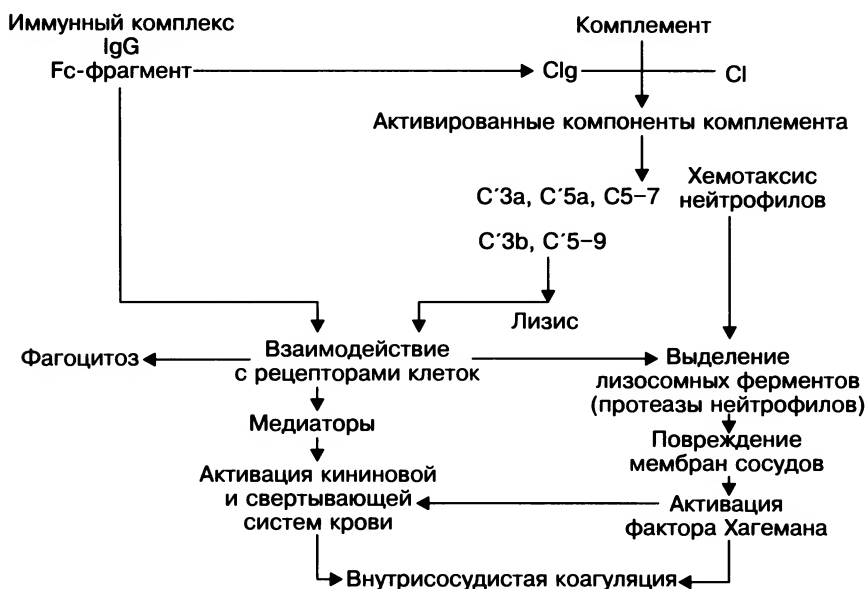 Иммунный комплекс
IgG
Fc-фрагмент
Комплемент
CIg
CI
Активированные компоненты комплемента
C´3a, C´5a, C5–7
Хемотаксис
нейтрофилов
C´3b, C´5–9
Лизис
Фагоцитоз
Взаимодействие
с рецепторами клеток
Выделение
лизосомных ферментов
(протеазы нейтрофилов)
Медиаторы
Повреждение
мембран сосудов
Активация кининовой
и свертывающей
систем крови
Активация
фактора Хагемана
Внутрисосудистая коагуляция